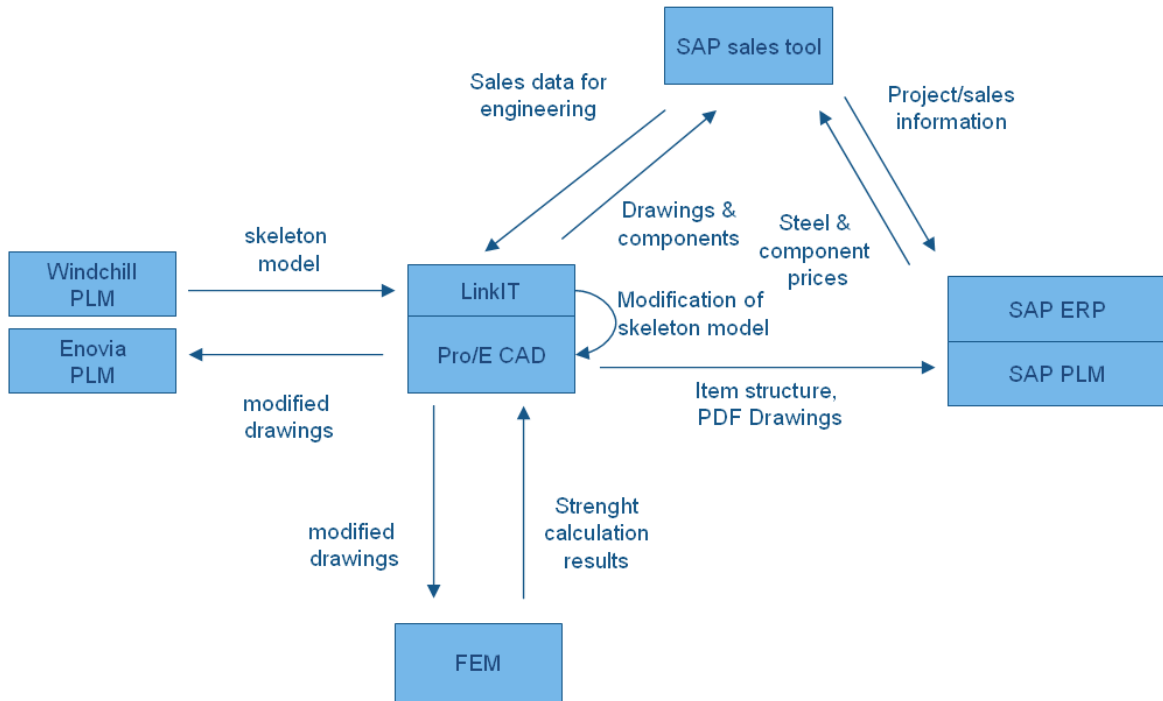 SAP sales tool
Sales data for
engineering
Project/sales
information
Drawings &
components
Steel &
component
prices
skeleton
model
Windchill
PLM
LinkIT
Modification of
skeleton model
SAP ERP
Enovia
PLM
Pro/E CAD
SAP PLM
Item structure,
PDF Drawings
modified
drawings
modified
drawings
Strenght
calculation
results
FEM